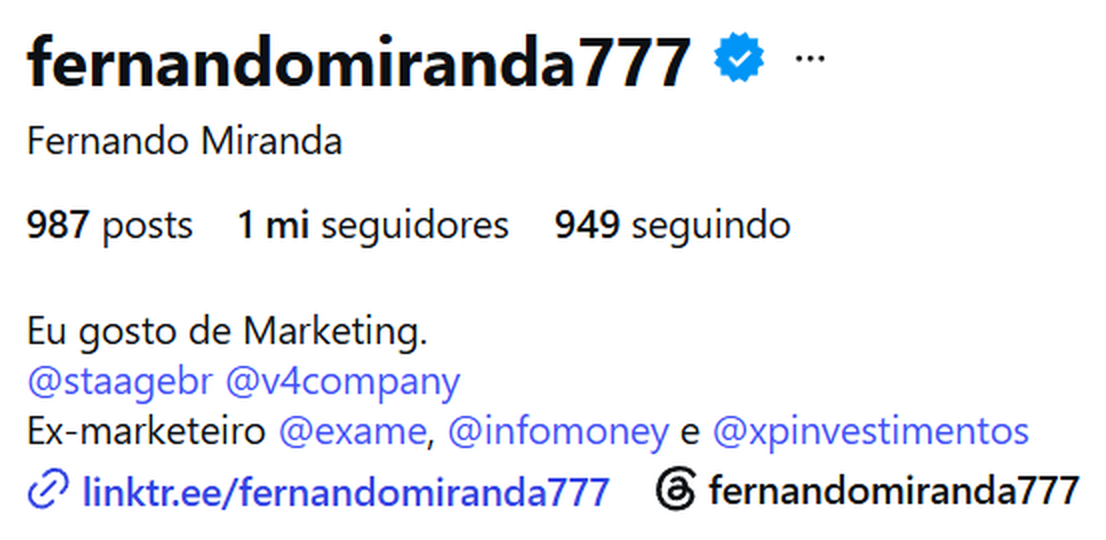 fernandomiranda777 ...
Fernando Miranda
987 posts 1 mi seguidores 949 seguindo
Eu gosto de Marketing.
@staagebr @v4company
Ex-marketeiro @exame, @infomoney e @xpinvestimentos
linktr.ee/fernandomiranda777 fernandomiranda777